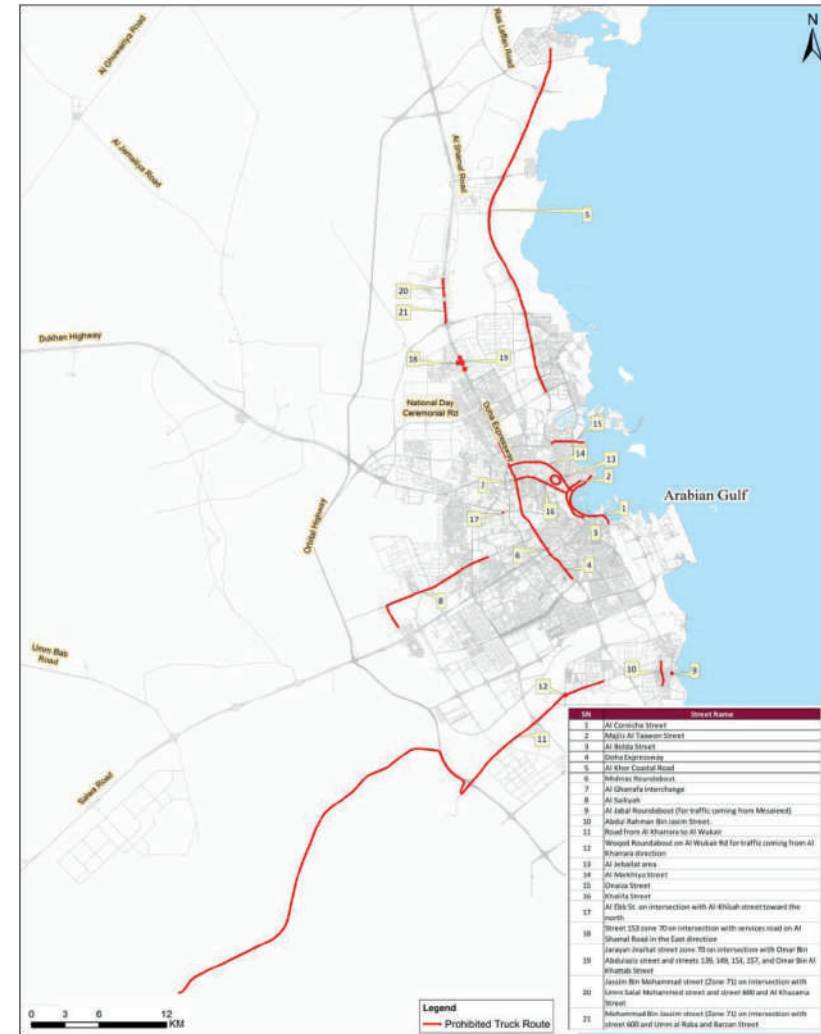 N
Ras Laffan Road
Al Ghuwariya Road
Al Jemailiya Road
Al Shamal Road
5
20
21
Dukhan Highway
18
19
National Day
Ceremonial Rd
Doha Expressway
15
14
13
2
7
Arabian Gulf
16
1
17
3
Orbital Highway
6
4
8
Umm Bab
Road
10
9
12
11
Salwa Road
SN Street Name
1 Al Corniche Street
2 Majlis Al Taawon Street
3 Al Bidda Street
4 Doha Expressway
5 Al Khor Coastal Road
6 Midmac Roundabout
7 Al Gharrafa Interchange
8 Al Sailiyah
9 Al Jabal Roundabout (for traffic coming from Mesaieed)
10 Abdul Rahman Bin Jasim Street.
11 Road from Al Kharrara to Al Wukair
12 Woqod Roundabout on Al Wukair Rd for traffic coming from Al
Kharrara direction
13 Al Jebailat area
14 Al Markhiya Street
15 Onaiza Street
16 Khalifa Street
17 Al Ebb St. on intersection with Al-Khisah street toward the
north
18 Street 153 zone 70 on intersection with services road on Al
Shamal Road in the East direction
19 Jarayan Jnaihat street zone 70 on intersection with Omar Bin
Abdulaziz street and streets 139, 149, 153, 157, and Omar Bin Al
Khattab Street
20 Jassim Bin Mohammad street (Zone 71) on intersection with
Umm Salal Mohammed street and street 600 and Al Khazama
Street
21 Mohammed Bin Jassim street (Zone 71) on intersection with
street 600 and Umm al Raba and Barzan Street
Legend
Prohibited Truck Route
0 3 6 12
KM